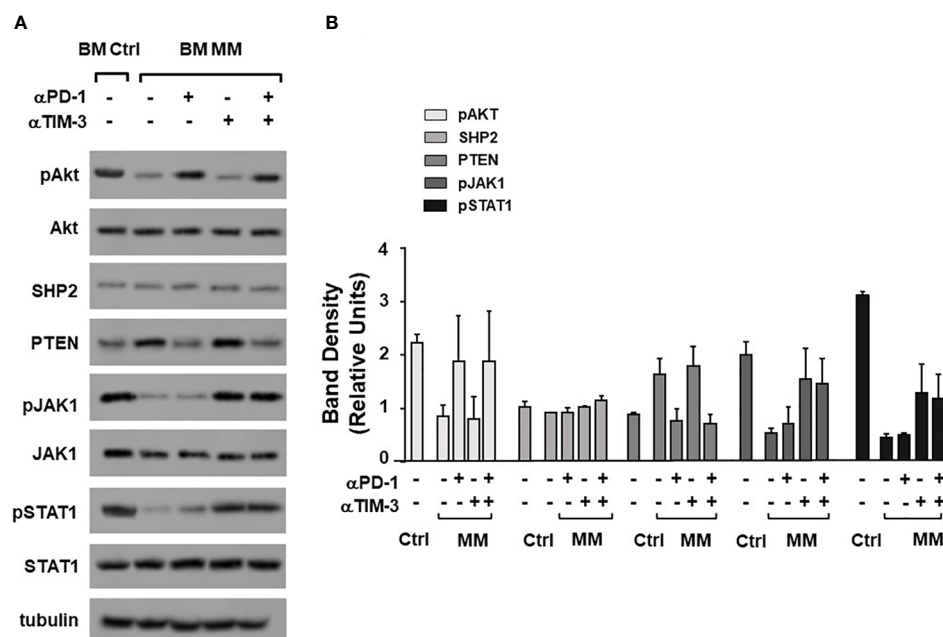 A
BM Ctrl BM MM
αPD-1 - - + - +
αTIM-3 - - - + +
pAkt
Akt
SHP2
PTEN
pJAK1
JAK1
pSTAT1
STAT1
tubulin
B
pAKT
SHP2
PTEN
pJAK1
pSTAT1
Band Density
(Relative Units)
4
3
2
1
0
αPD-1 - - + - + - - + - + - - + - + - - + - + - - + - +
αTIM-3 - - - + + - - - + + - - - + + - - - + + - - - + +
Ctrl MM Ctrl MM Ctrl MM Ctrl MM Ctrl MM